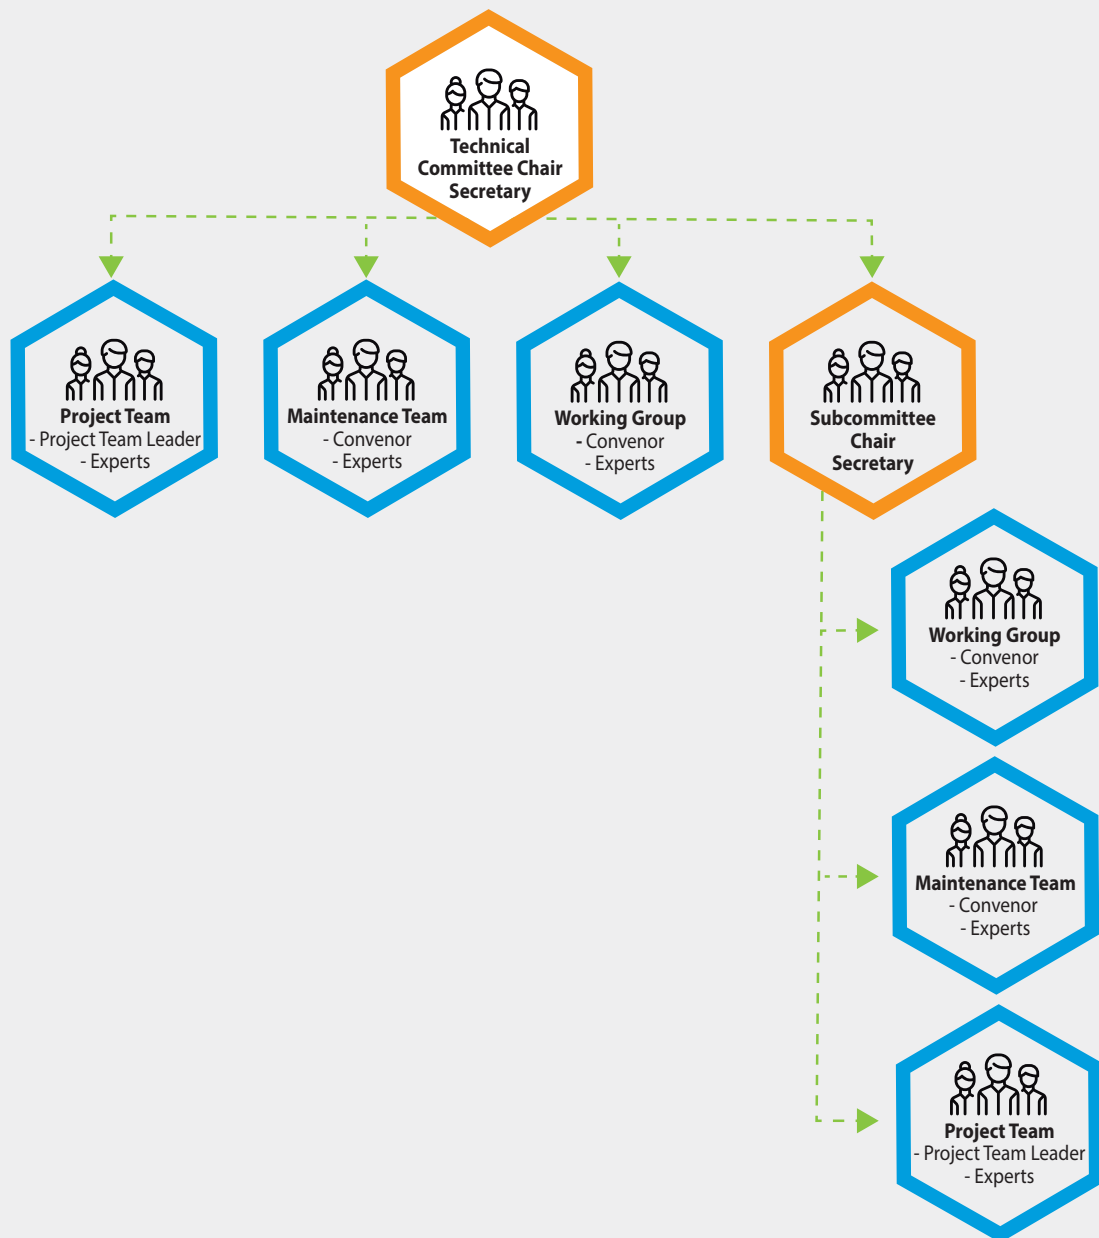 Technical
Committee Chair
Secretary
Project Team
- Project Team Leader
- Experts
Maintenance Team
- Convenor
- Experts
Working Group
- Convenor
- Experts
Subcommittee
Chair
Secretary
Working Group
- Convenor
- Experts
Maintenance Team
- Convenor
- Experts
Project Team
- Project Team Leader
- Experts